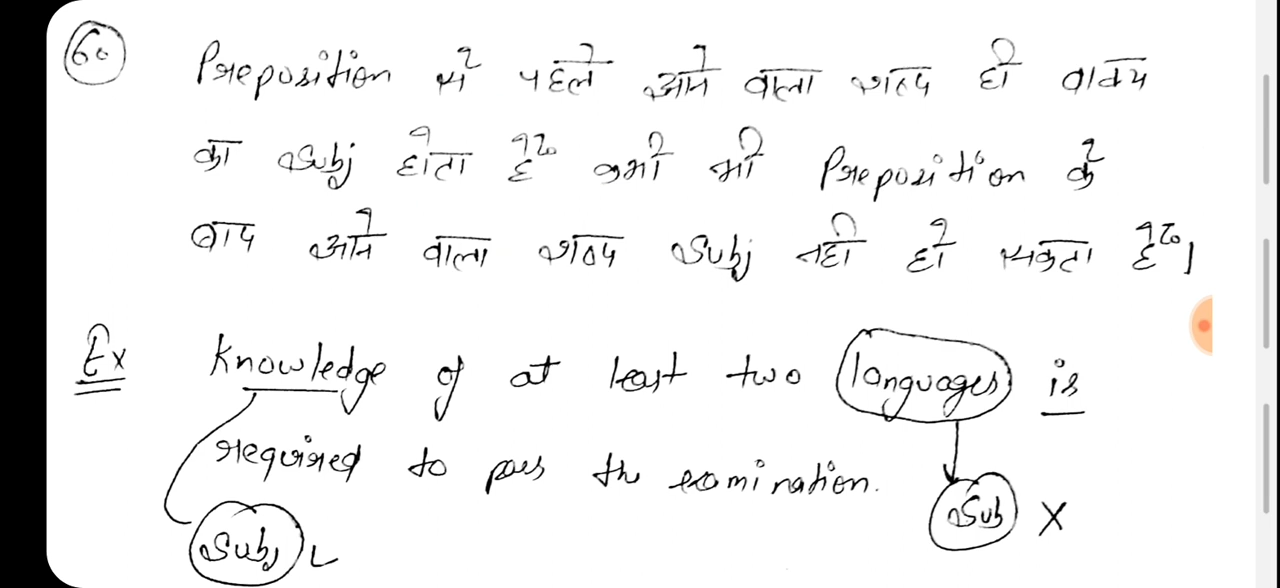 60
Preposition से पहले आने वाला शब्द ही वाक्य
का Subj होता है कभी भी Preposition के
बाद आने वाला शब्द Subj नही हो सकता है।
Ex Knowledge of at least two languages is
required to pass the examination.
Sub X
Subj